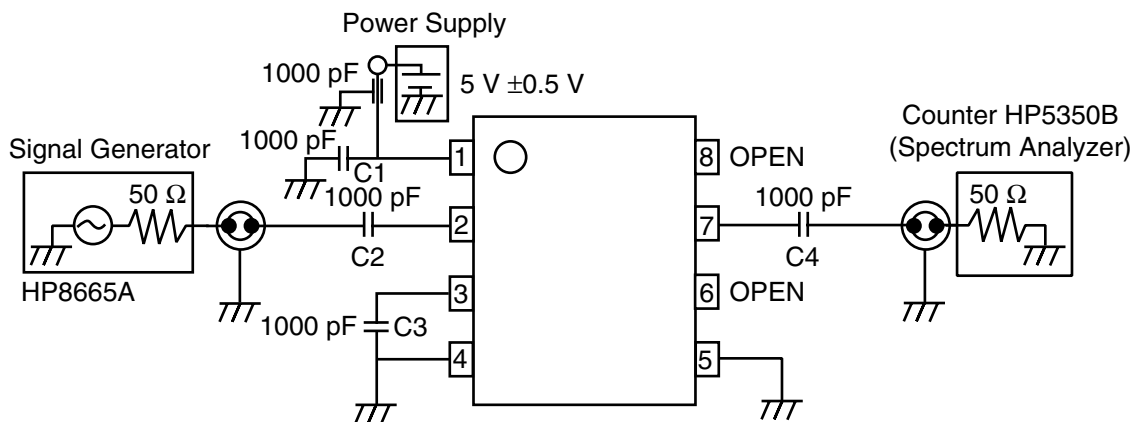 Power Supply
1000 pF
5 V ±0.5 V
1000 pF
C1
Signal Generator
50 Ω
HP8665A
1000 pF
C2
1000 pF
C3
1
2
3
4
8
7
6
5
OPEN
OPEN
1000 pF
C4
Counter HP5350B
(Spectrum Analyzer)
50 Ω